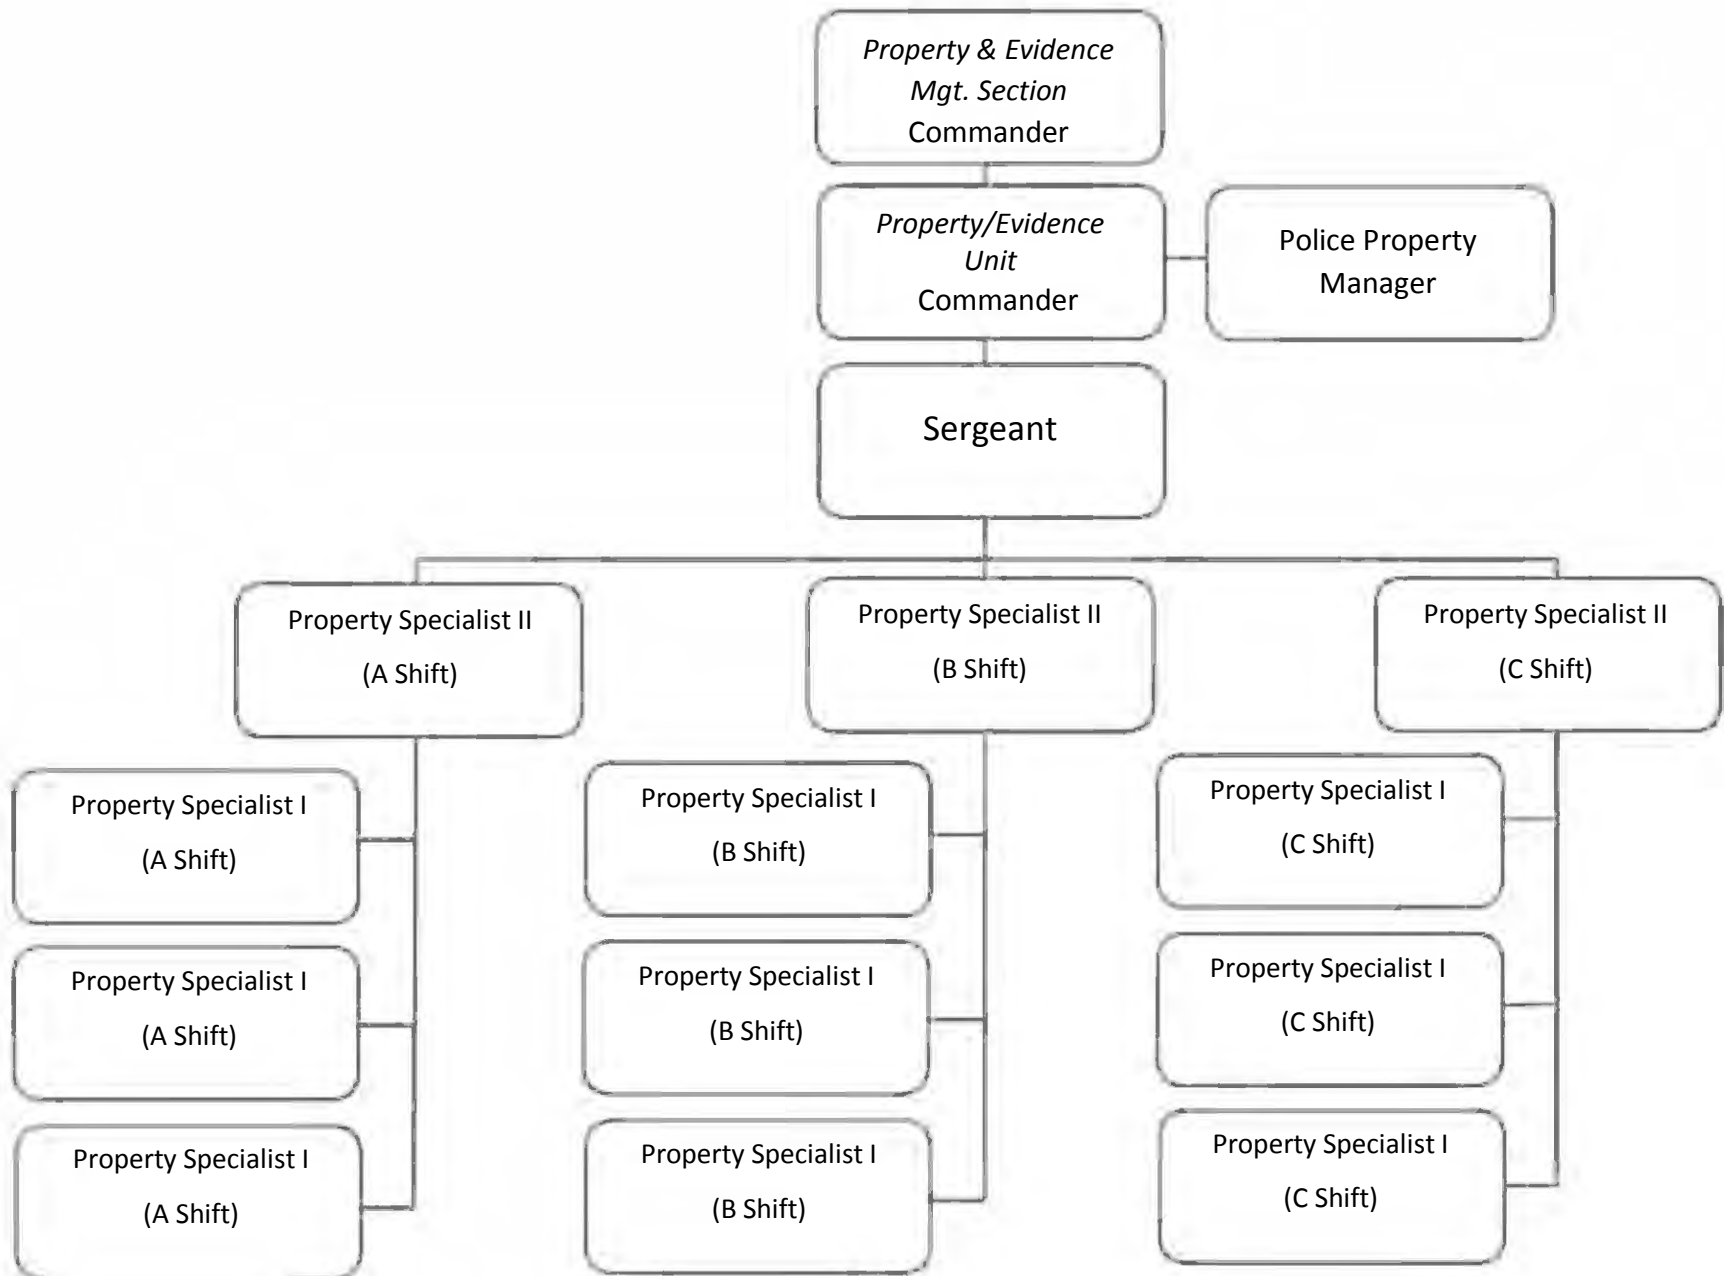 Property & Evidence
Mgt. Section
Commander
Property/Evidence
Unit
Commander
Police Property
Manager
Sergeant
Property Specialist II
(A Shift)
Property Specialist II
(B Shift)
Property Specialist II
(C Shift)
Property Specialist I
(A Shift)
Property Specialist I
(B Shift)
Property Specialist I
(C Shift)
Property Specialist I
(A Shift)
Property Specialist I
(B Shift)
Property Specialist I
(C Shift)
Property Specialist I
(A Shift)
Property Specialist I
(B Shift)
Property Specialist I
(C Shift)